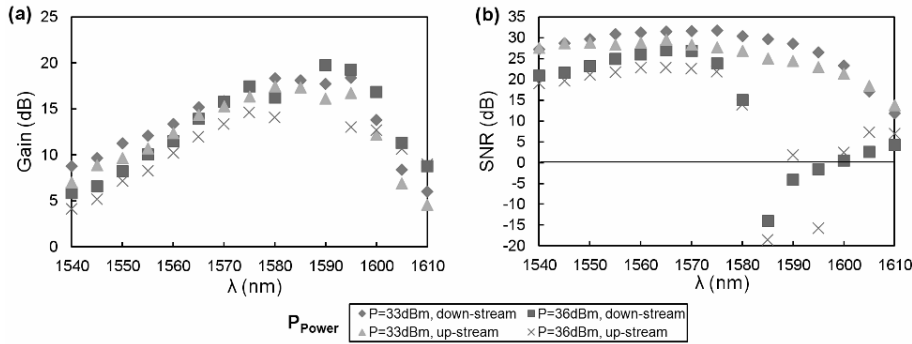 (a)
25
20
15
10
5
0
Gain (dB)
1540 1550 1560 1570 1580 1590 1600 1610
λ (nm)
(b)
35
30
25
20
15
10
5
0
-5
-10
-15
-20
SNR (dB)
1540 1550 1560 1570 1580 1590 1600 1610
λ (nm)
P_Power
P=33dBm, down-stream P=36dBm, down-stream
P=33dBm, up-stream P=36dBm, up-stream